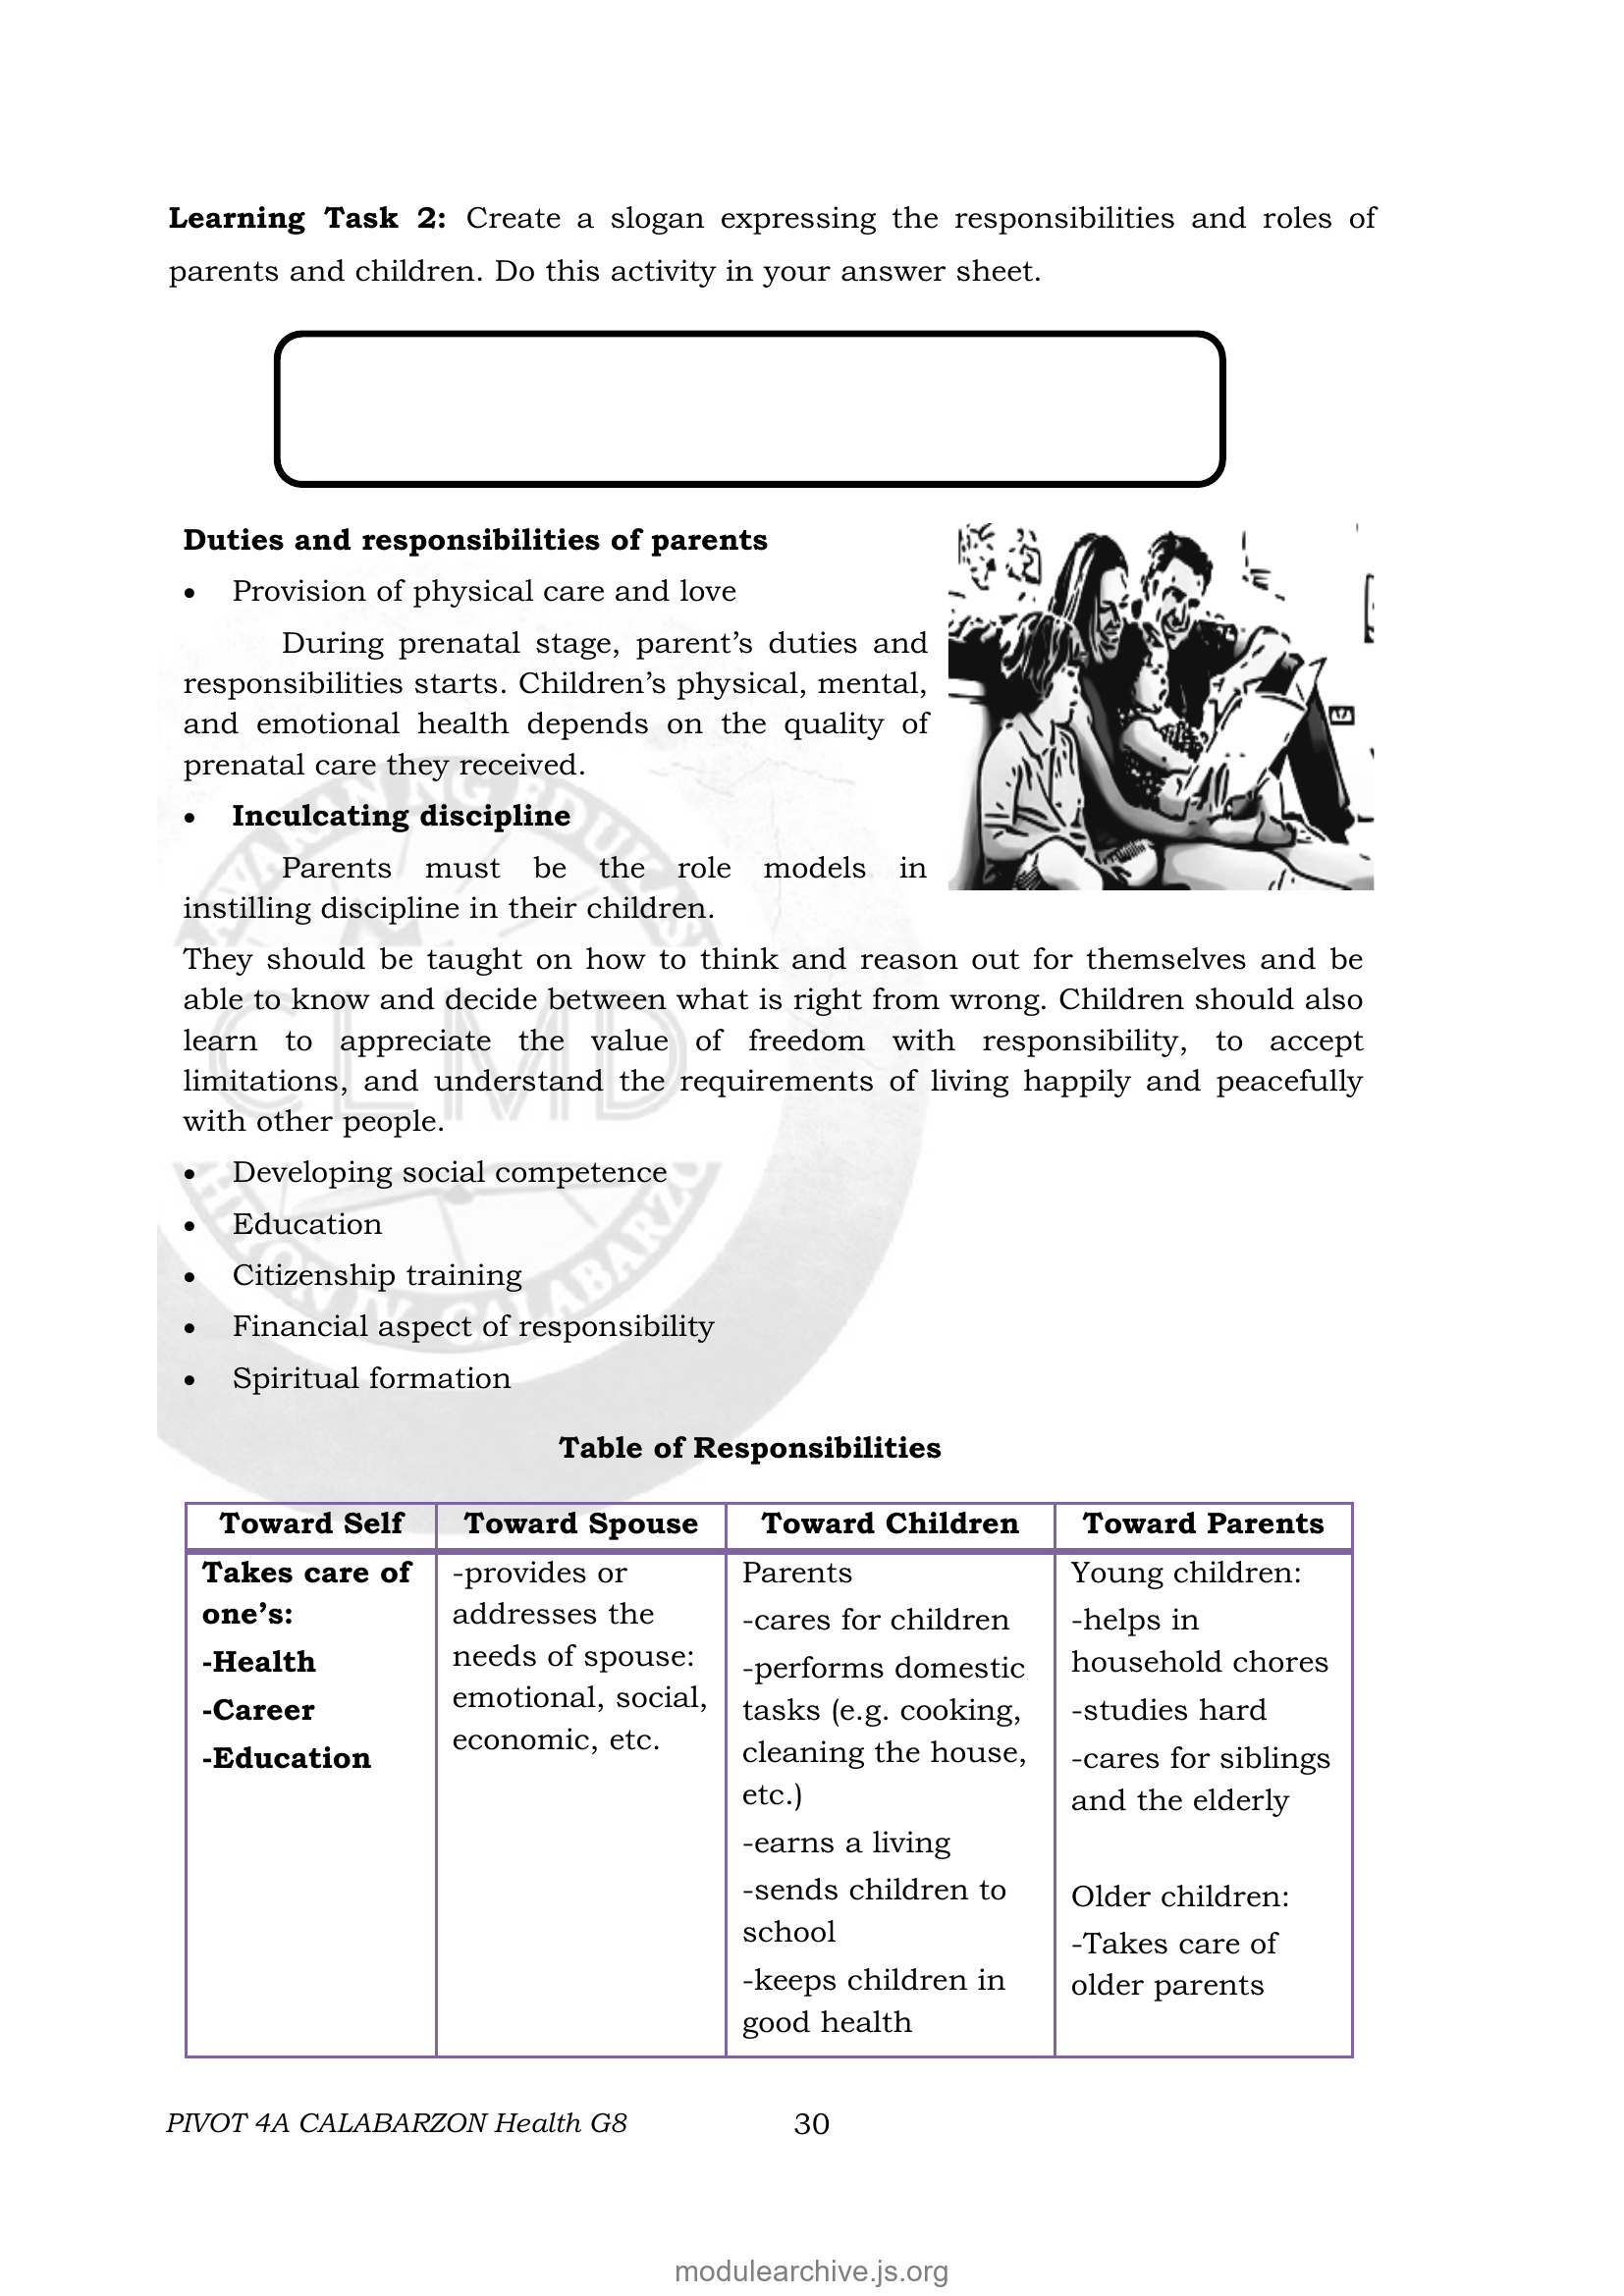 Learning Task 2: Create a slogan expressing the responsibilities and roles of
parents and children. Do this activity in your answer sheet.
Duties and responsibilities of parents
• Provision of physical care and love
During prenatal stage, parent’s duties and
responsibilities starts. Children’s physical, mental,
and emotional health depends on the quality of
prenatal care they received.
• Inculcating discipline
Parents must be the role models in
instilling discipline in their children.
They should be taught on how to think and reason out for themselves and be
able to know and decide between what is right from wrong. Children should also
learn to appreciate the value of freedom with responsibility, to accept
limitations, and understand the requirements of living happily and peacefully
with other people.
• Developing social competence
• Education
• Citizenship training
• Financial aspect of responsibility
• Spiritual formation
CLMD
Table of Responsibilities
Toward Self
Takes care of
one’s:
-Health
-Career
-Education
Toward Spouse
-provides or
addresses the
needs of spouse:
emotional, social,
economic, etc.
Toward Children
Parents
-cares for children
-performs domestic
tasks (e.g. cooking,
cleaning the house,
etc.)
-earns a living
-sends children to
school
-keeps children in
good health
Toward Parents
Young children:
-helps in
household chores
-studies hard
-cares for siblings
and the elderly
Older children:
-Takes care of
older parents
PIVOT 4A CALABARZON Health G8
30
modulearchive.js.org